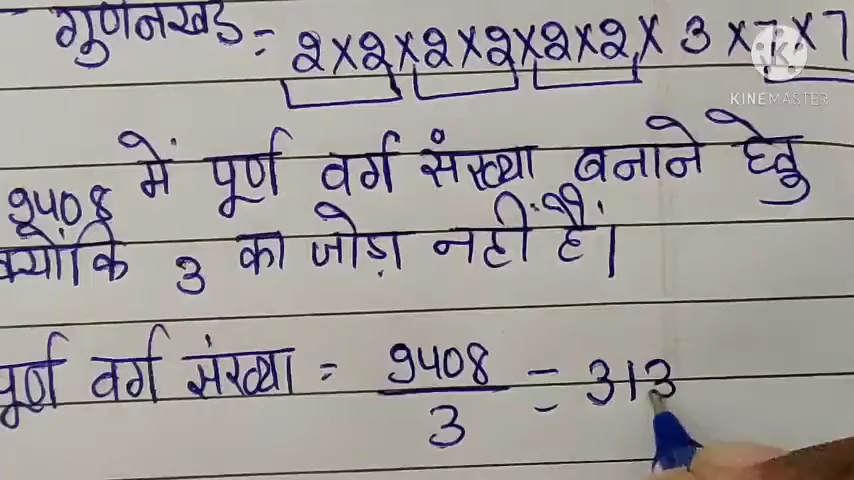 गुणनखंड = 2×2×2×2×2×2× 3 ×7×7
KINEMASTER
9408 में पूर्ण वर्ग संख्या बनाने हेतु
क्योंकि 3 का जोड़ा नहीं है।
पूर्ण वर्ग संख्या = 9408/3 = 313